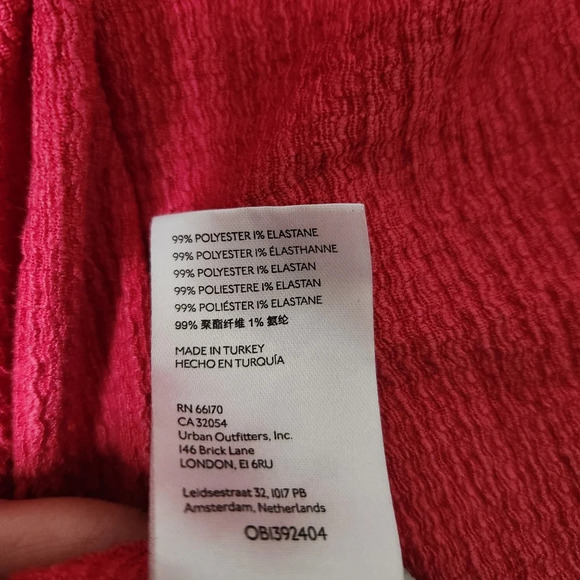 99% POLYESTER 1% ELASTANE
99% POLYESTER 1% ÉLASTHANNE
99% POLYESTER 1% ELASTAN
99% POLIESTERE 1% ELASTAN
99% POLIÉSTER 1% ELASTANE
99% 聚酯纤维 1% 氨纶
MADE IN TURKEY
HECHO EN TURQUÍA
RN 66170
CA 32054
Urban Outfitters, Inc.
146 Brick Lane
LONDON, E1 6RU
Leidsestraat 32, 1017 PB
Amsterdam, Netherlands
OB1392404